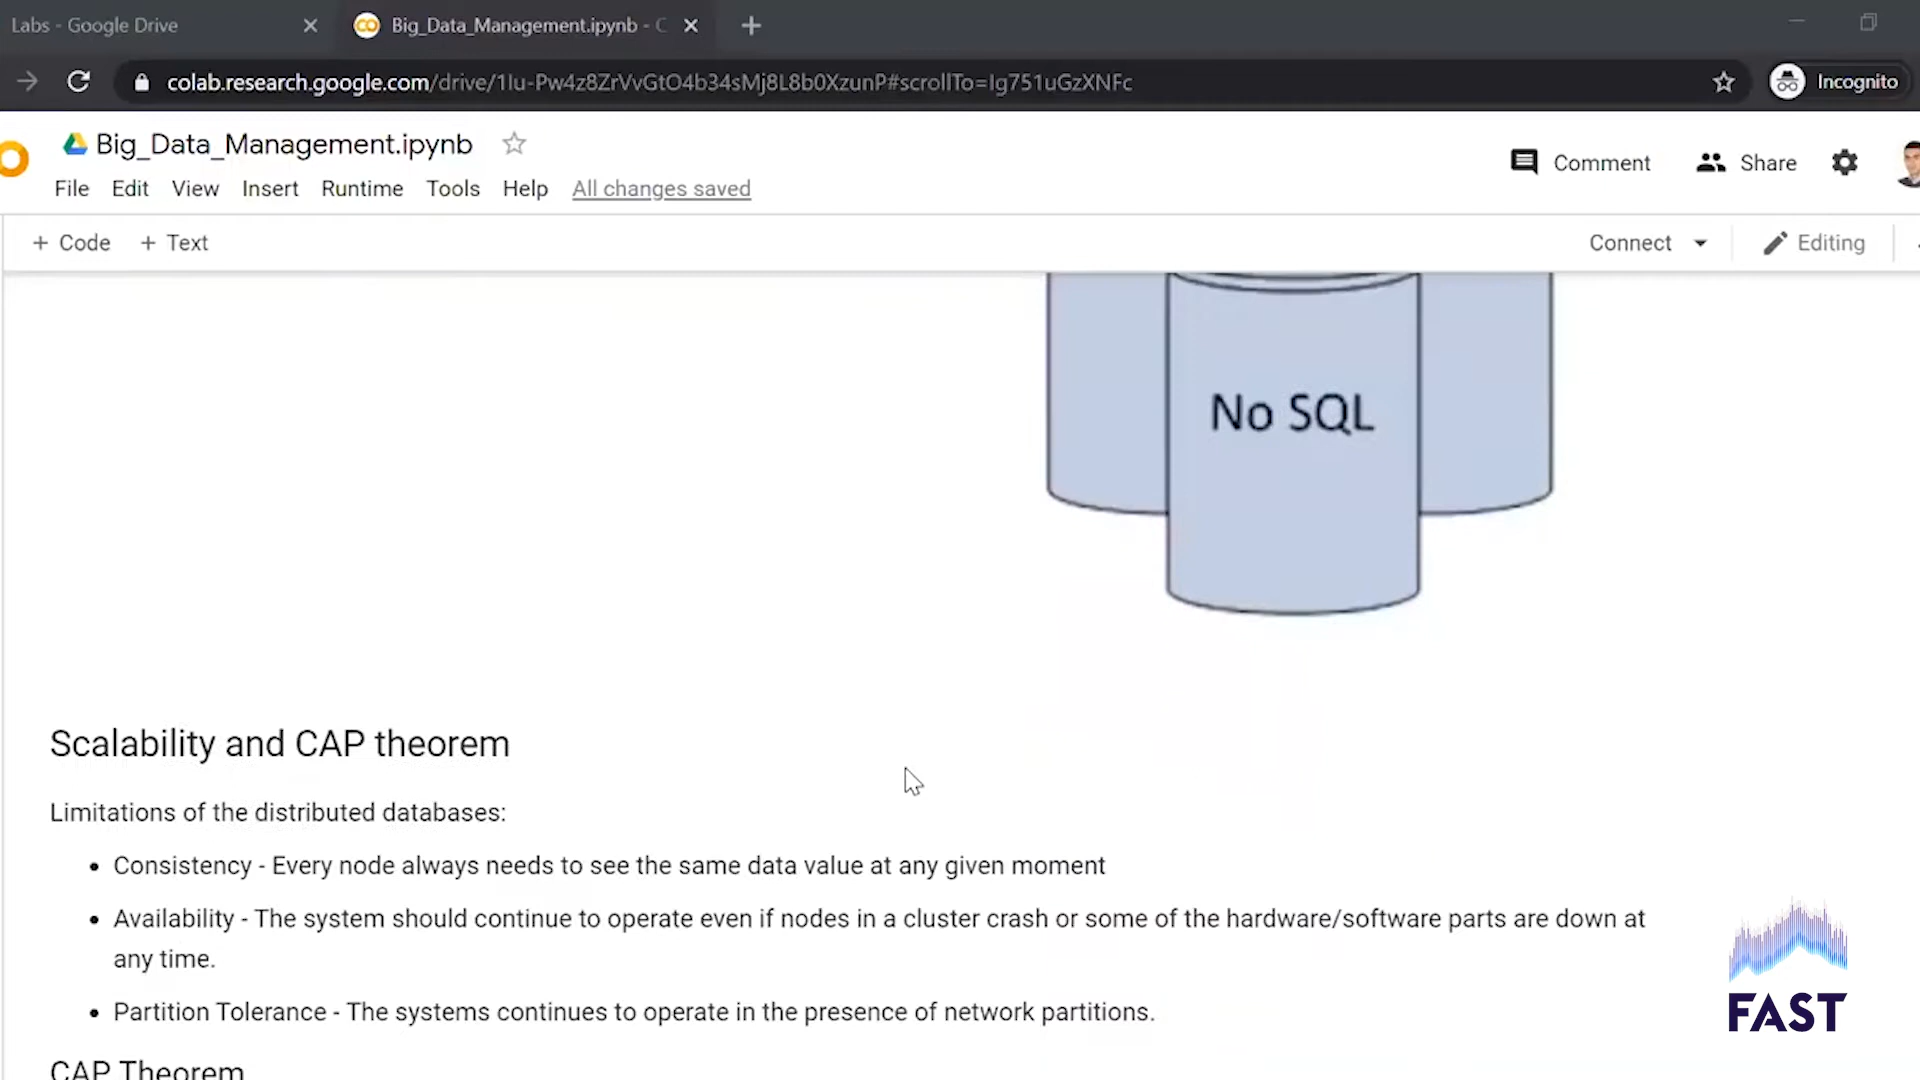 Labs - Google Drive
Big_Data_Management.ipynb - C
colab.research.google.com/drive/1Iu-Pw4z8ZrVvGtO4b34sMj8L8b0XzunP#scrollTo=Ig751uGzXNFc
Incognito
Big_Data_Management.ipynb
Comment
Share
File Edit View Insert Runtime Tools Help All changes saved
+ Code + Text
Connect
Editing
No SQL
Scalability and CAP theorem
Limitations of the distributed databases:
• Consistency - Every node always needs to see the same data value at any given moment
• Availability - The system should continue to operate even if nodes in a cluster crash or some of the hardware/software parts are down at
any time.
• Partition Tolerance - The systems continues to operate in the presence of network partitions.
CAP Theorem
FAST